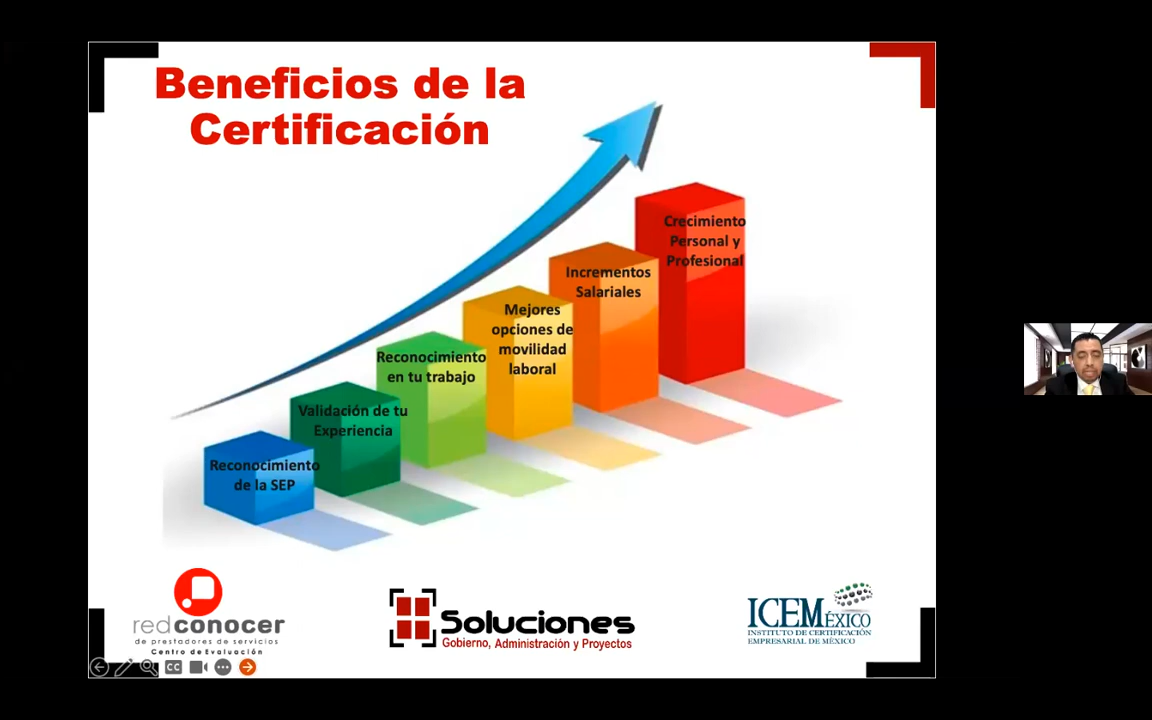 Beneficios de la
Certificación
Crecimiento
Personal y
Profesional
Incrementos
Salariales
Mejores
opciones de
movilidad
laboral
Reconocimiento
en tu trabajo
Validación de tu
Experiencia
Reconocimiento
de la SEP
redconocer
de prestadores de servicios
Centro de Evaluación
Soluciones
Gobierno, Administración y Proyectos
ICEMÉXICO
INSTITUTO DE CERTIFICACIÓN
EMPRESARIAL DE MÉXICO
CC